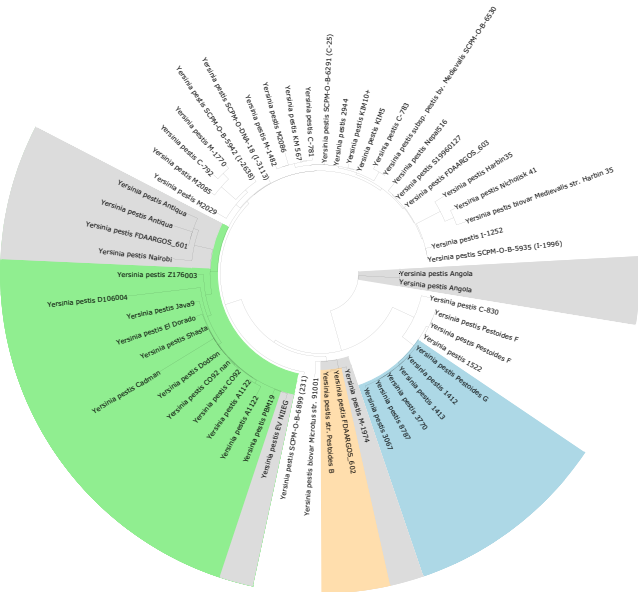 Yersinia pestis SCPM-O-B-6291 (C-25)
Yersinia pestis 2944
Yersinia pestis KIM10+
Yersinia pestis KIM5
Yersinia pestis C-783
Yersinia pestis subsp. pestis bv. Medievalis SCPM-O-B-6530
Yersinia pestis Nepal516
Yersinia pestis S19960127
Yersinia pestis FDAARGOS_603
Yersinia pestis Harbin35
Yersinia pestis Nicholisk 41
Yersinia pestis biovar Medievalis str. Harbin 35
Yersinia pestis I-1252
Yersinia pestis SCPM-O-B-5935 (I-1996)
Yersinia pestis Angola
Yersinia pestis Angola
Yersinia pestis C-830
Yersinia pestis Pestoides F
Yersinia pestis Pestoides F
Yersinia pestis 1522
Yersinia pestis Pestoides G
Yersinia pestis 1412
Yersinia pestis 1413
Yersinia pestis 3770
Yersinia pestis 8787
Yersinia pestis 3067
Yersinia pestis M-1974
Yersinia pestis FDAARGOS_602
Yersinia pestis str. Pestoides B
Yersinia pestis biovar Microtus str. 91001
Yersinia pestis SCPM-O-B-6899 (231)
Yersinia pestis EV NIIEG
Yersinia pestis PBM19
Yersinia pestis A1122
Yersinia pestis A1122
Yersinia pestis CO92
Yersinia pestis CO92 nan
Yersinia pestis Dodson
Yersinia pestis Cadman
Yersinia pestis Shasta
Yersinia pestis El Dorado
Yersinia pestis Java9
Yersinia pestis D106004
Yersinia pestis Z176003
Yersinia pestis Nairobi
Yersinia pestis FDAARGOS_601
Yersinia pestis Antiqua
Yersinia pestis Antiqua
Yersinia pestis M2029
Yersinia pestis M2085
Yersinia pestis C-792
Yersinia pestis M-1770
Yersinia pestis SCPM-O-B-5942 (I-2638)
Yersinia pestis SCPM-O-DNA-18 (I-3113)
Yersinia pestis M-1482
Yersinia pestis M2086
Yersinia pestis KM 567
Yersinia pestis C-781